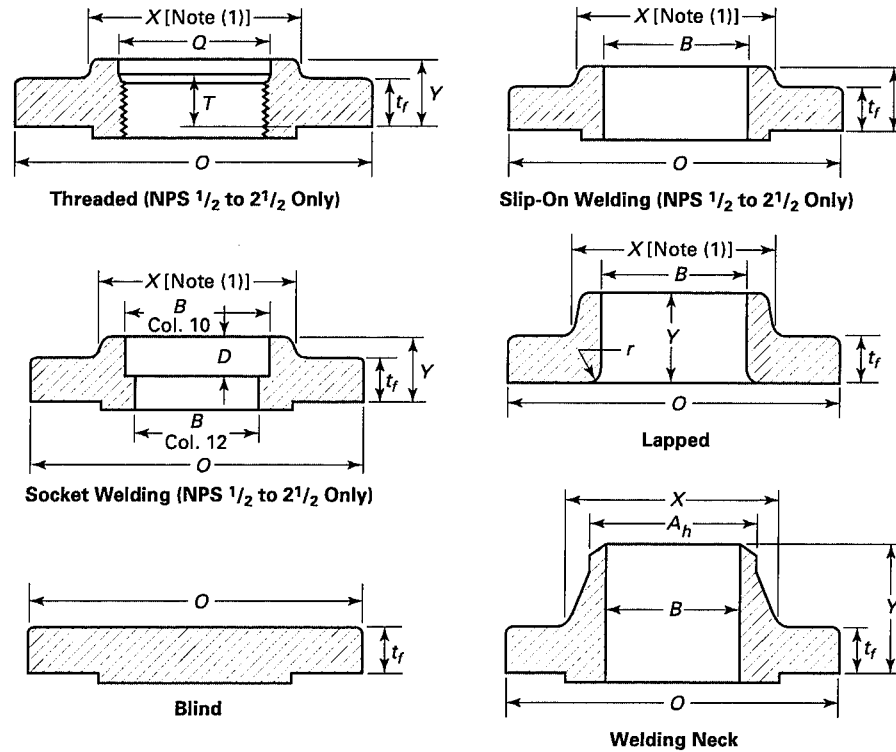 X [Note (1)]
Q
T
t_f
Y
O
Threaded (NPS 1/2 to 2 1/2 Only)
X [Note (1)]
B
t_f
O
Slip-On Welding (NPS 1/2 to 2 1/2 Only)
X [Note (1)]
B
Col. 10
D
t_f
Y
B
Col. 12
O
Socket Welding (NPS 1/2 to 2 1/2 Only)
X [Note (1)]
B
r
Y
t_f
O
Lapped
O
t_f
Blind
X
A_h
B
Y
t_f
O
Welding Neck